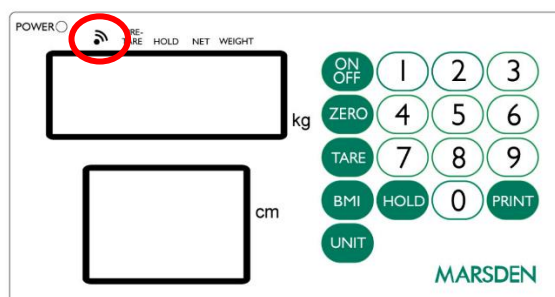 POWER
PRE-
TARE HOLD NET WEIGHT
kg
cm
ON
OFF
1 2 3
ZERO 4 5 6
TARE 7 8 9
BMI HOLD 0 PRINT
UNIT
MARSDEN